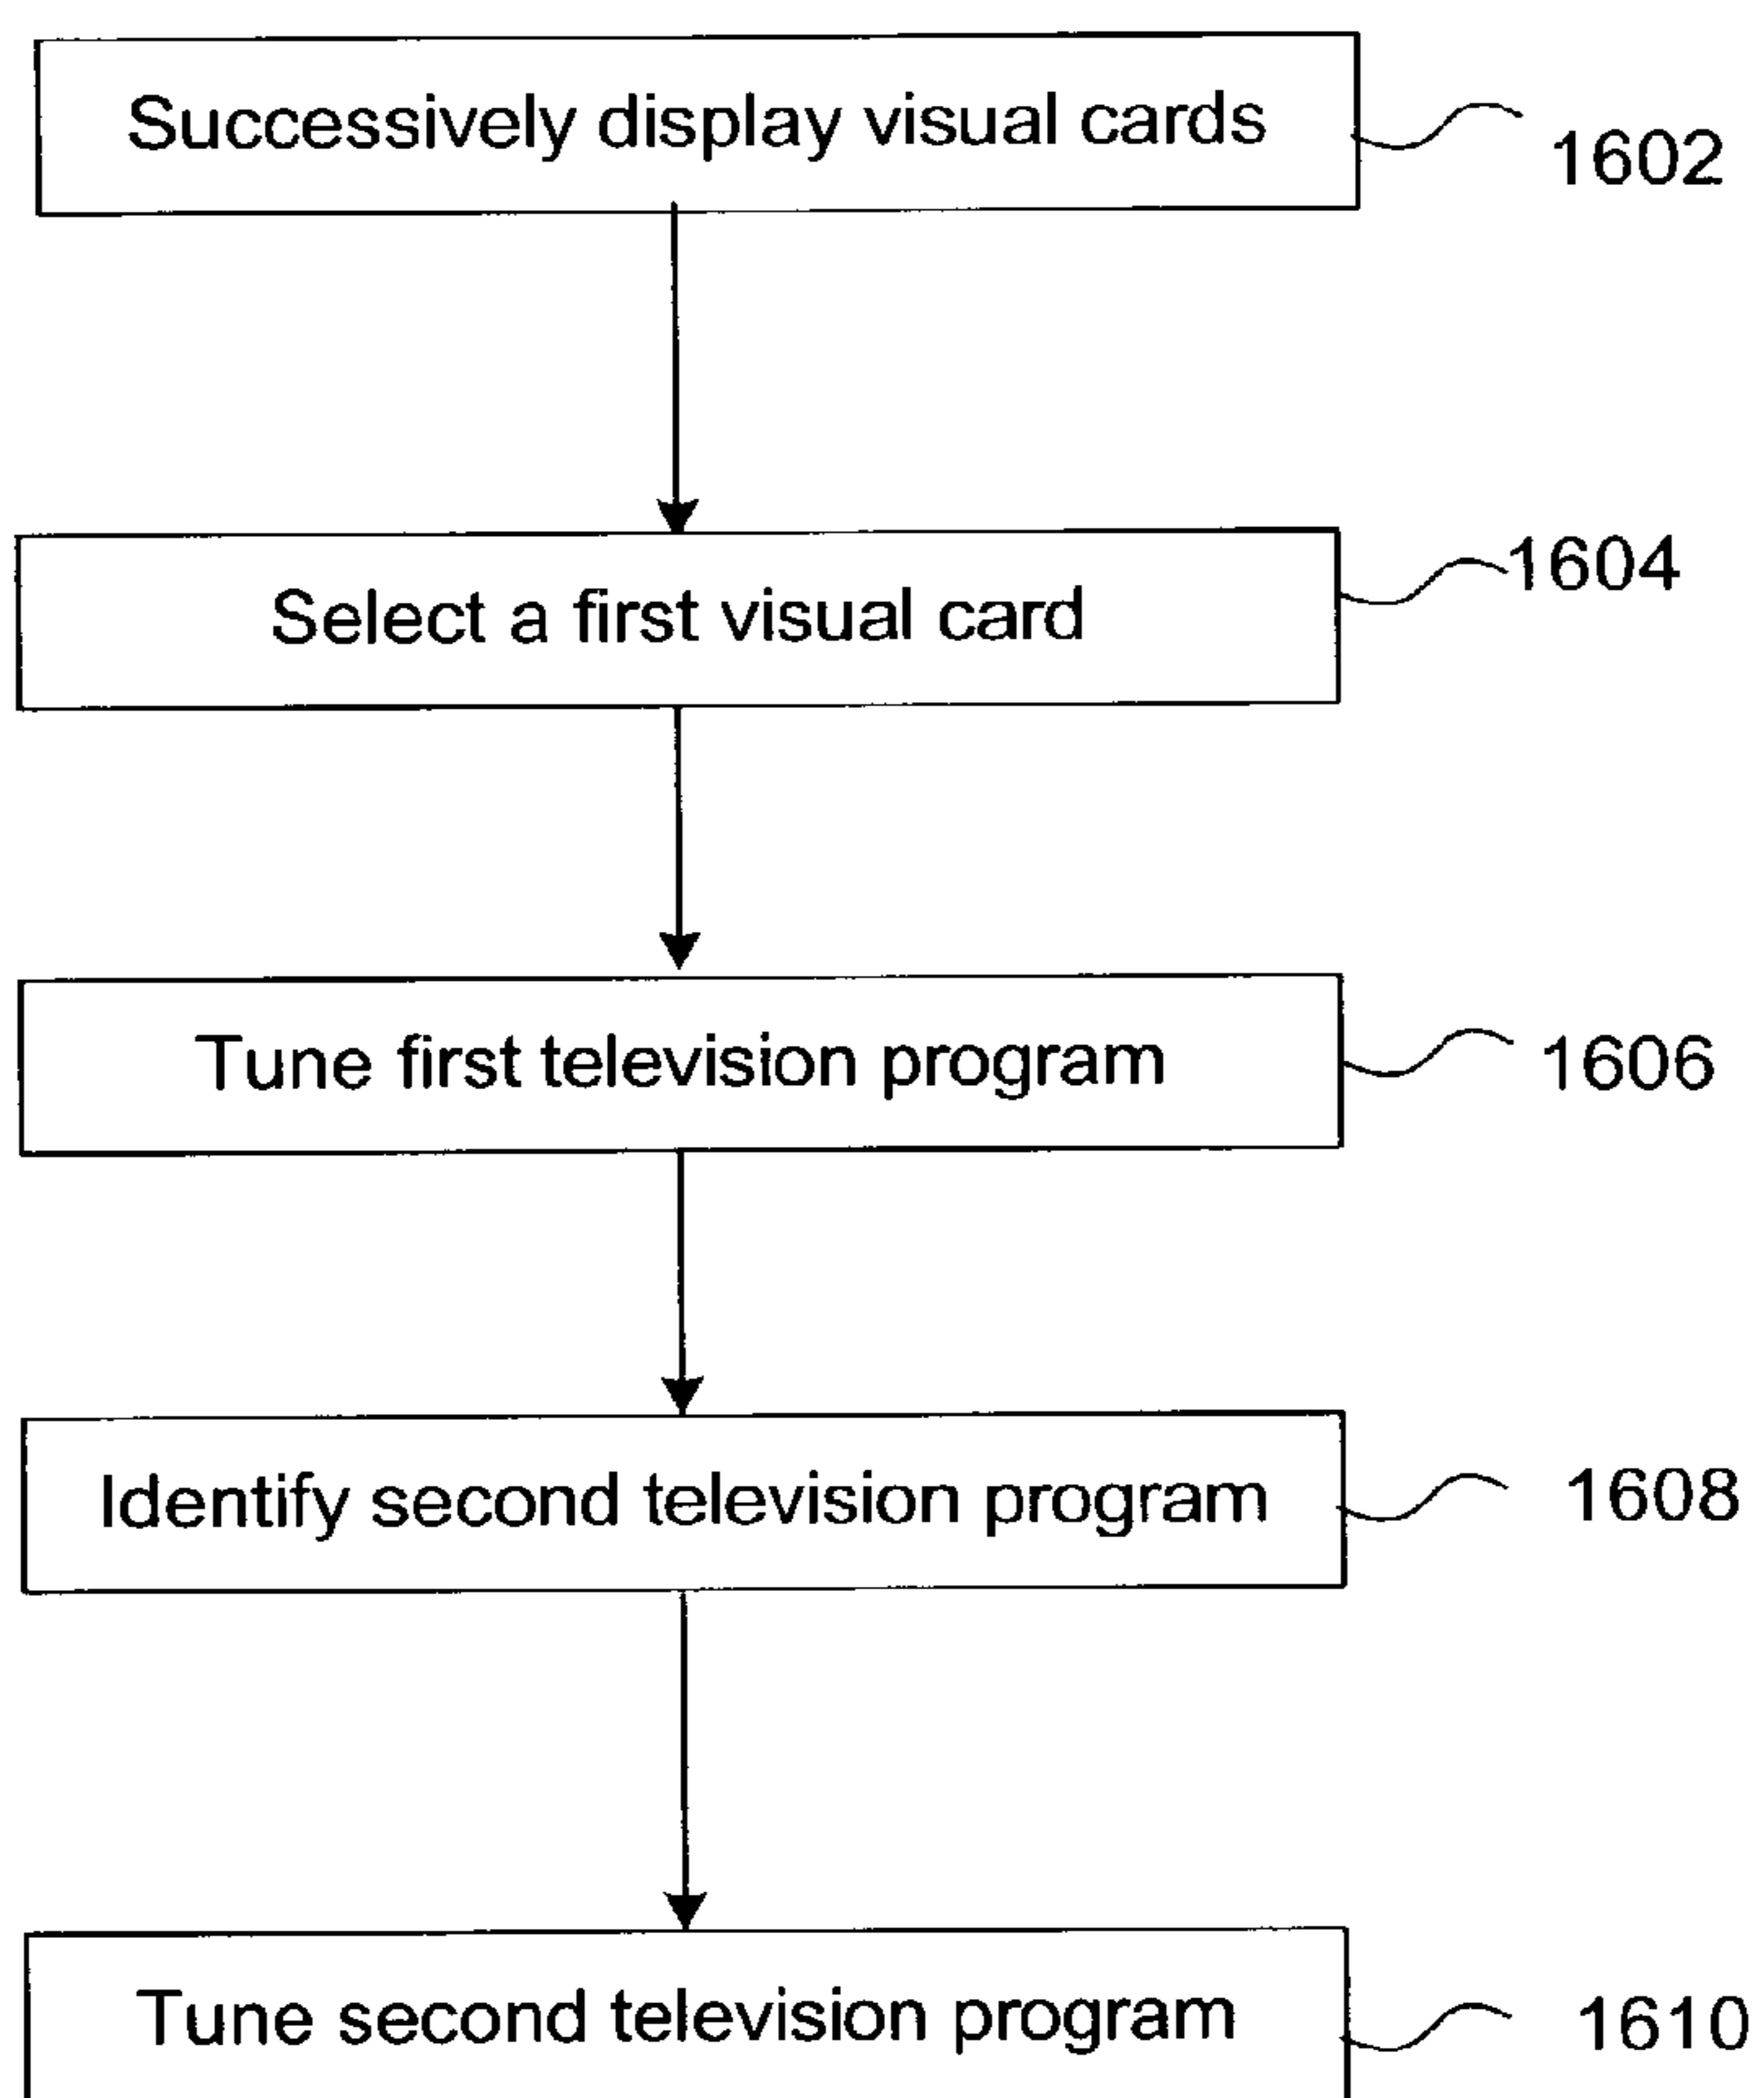 Successively display visual cards
1602
Select a first visual card
1604
Tune first television program
1606
Identify second television program
1608
Tune second television program
1610